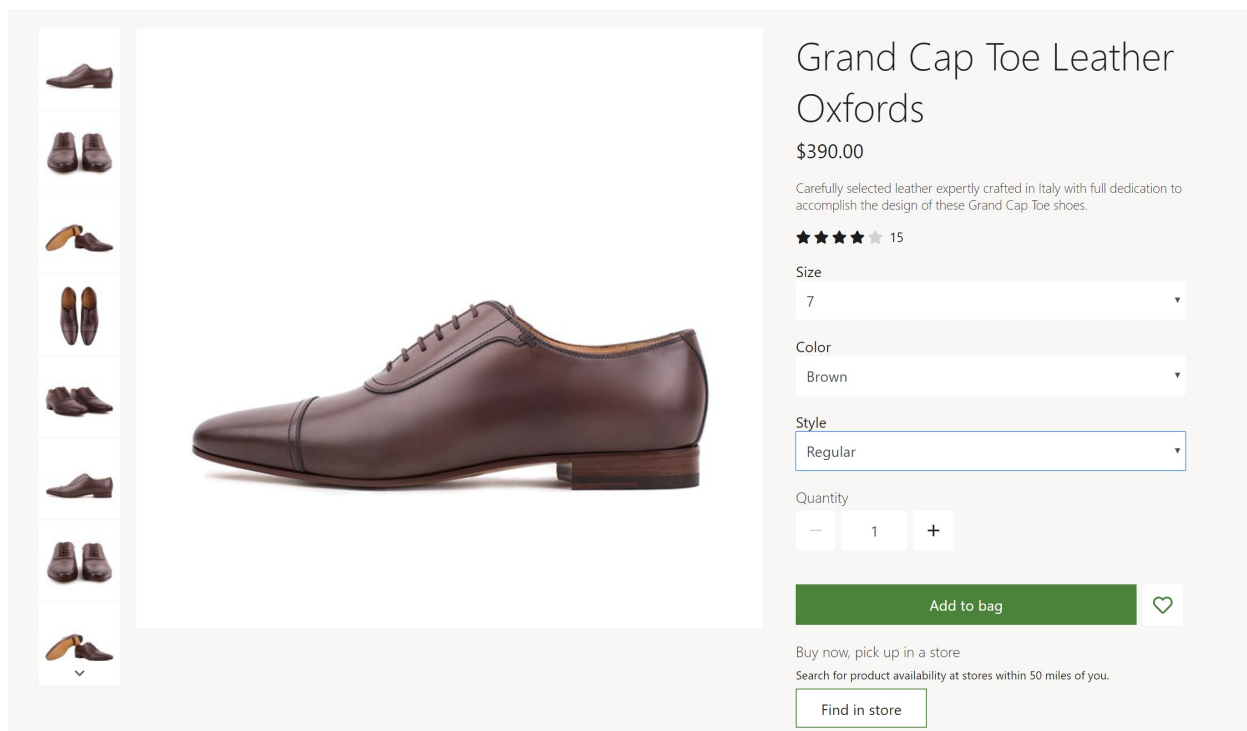 Grand Cap Toe Leather
Oxfords
$390.00
Carefully selected leather expertly crafted in Italy with full dedication to
accomplish the design of these Grand Cap Toe shoes.
15
Size
7
Color
Brown
Style
Regular
Quantity
1
Add to bag
Buy now, pick up in a store
Search for product availability at stores within 50 miles of you.
Find in store